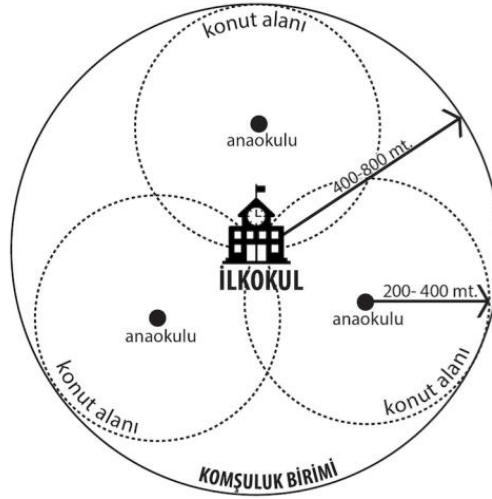 konut alanı
anaokulu
400-800 mt.
İLKOKUL
200- 400 mt.
anaokulu
anaokulu
konut alanı
konut alanı
KOMŞULUK BİRİMİ